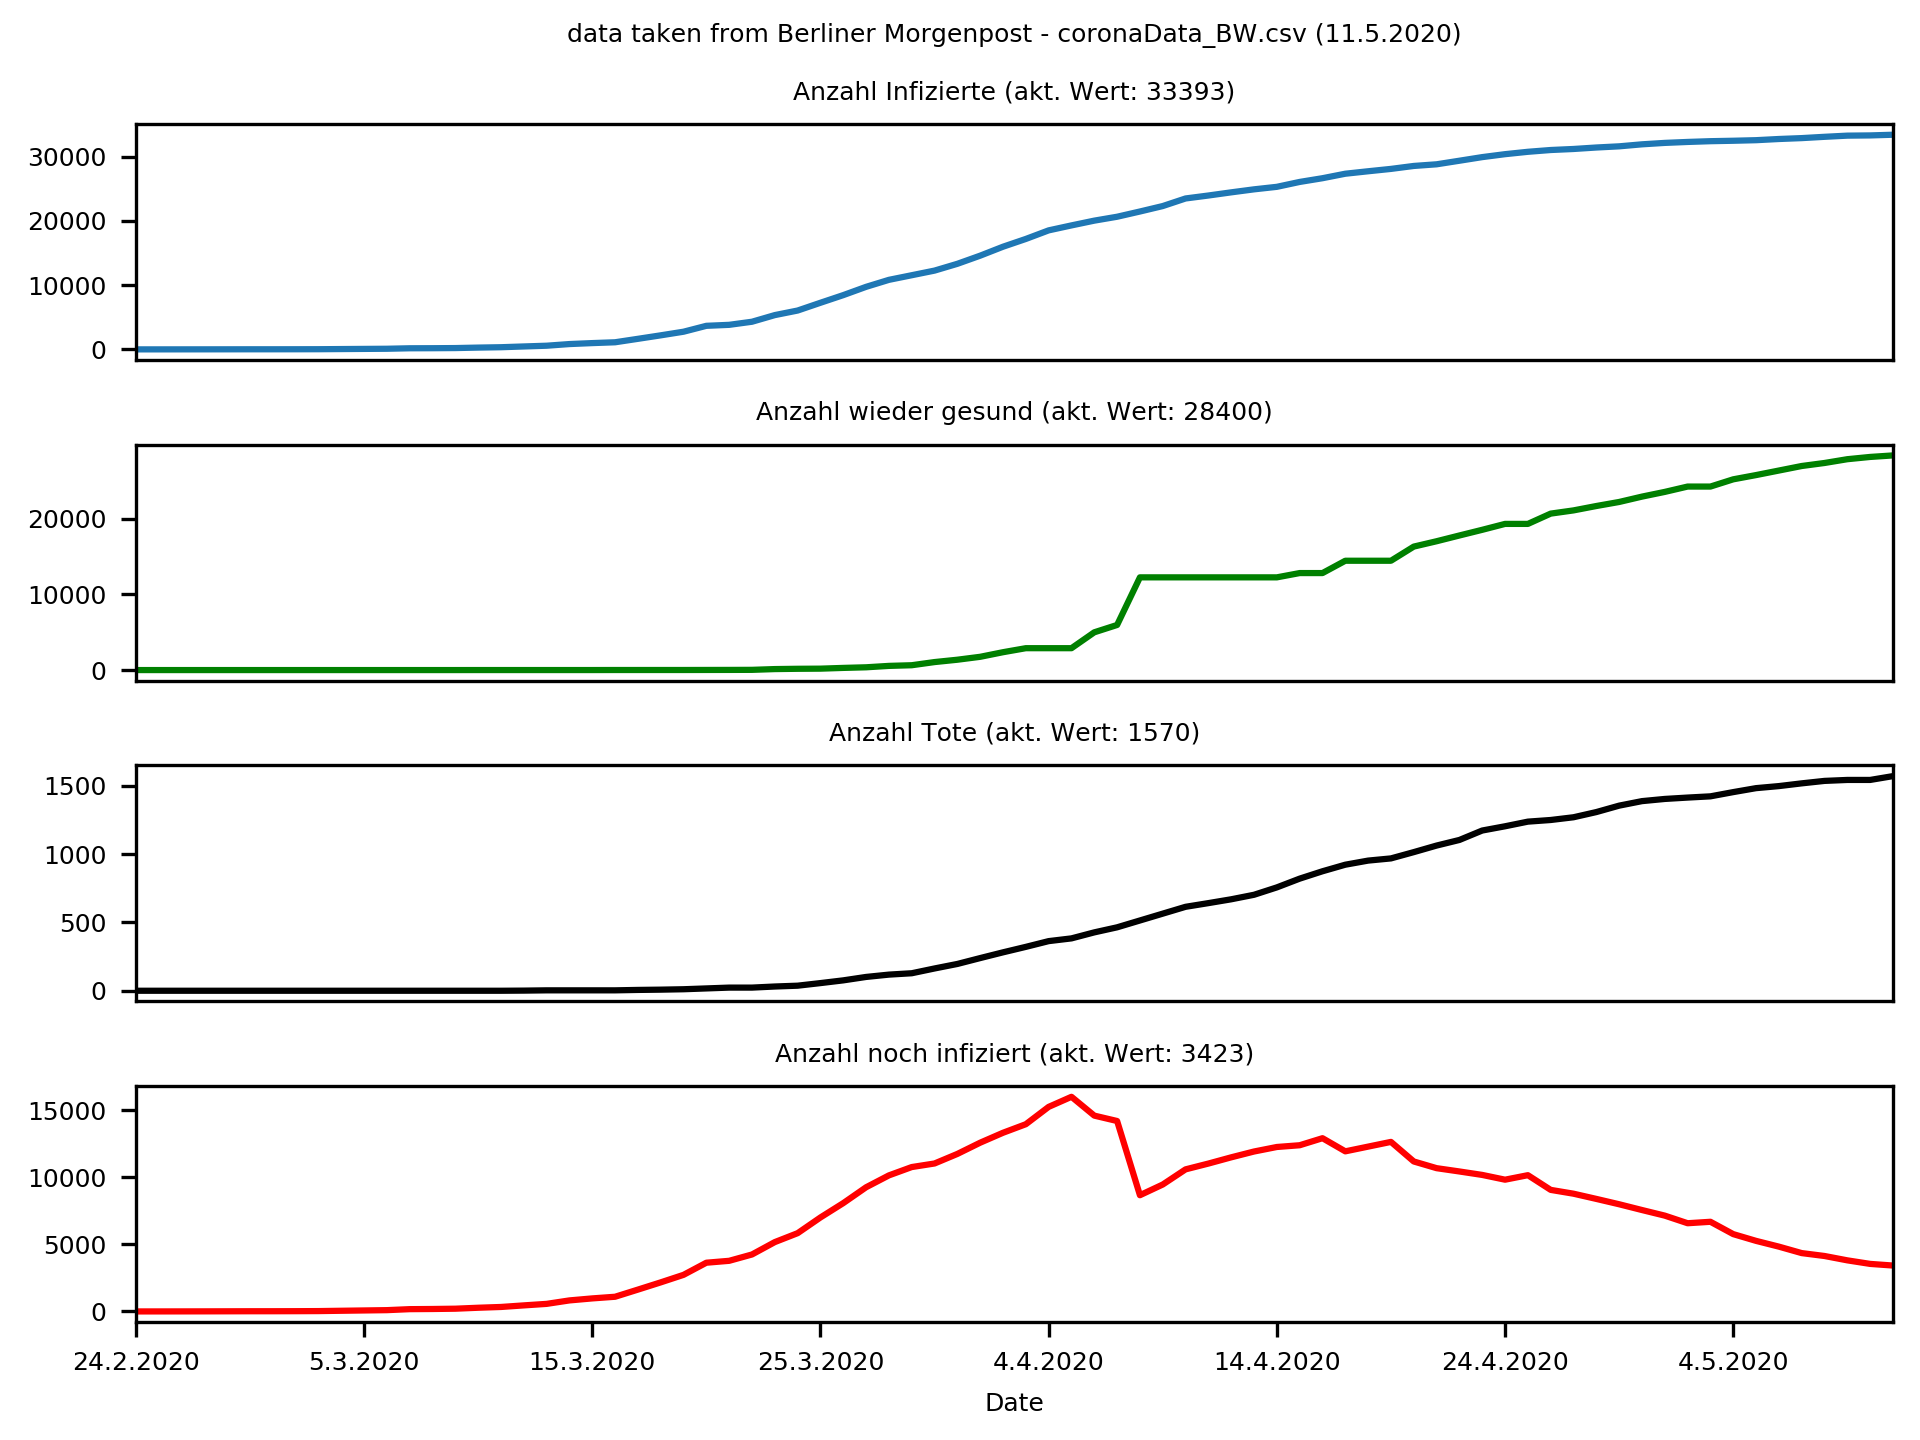 data taken from Berliner Morgenpost - coronaData_BW.csv (11.5.2020)
Anzahl Infizierte (akt. Wert: 33393)
30000
20000
10000
0
Anzahl wieder gesund (akt. Wert: 28400)
20000
10000
0
Anzahl Tote (akt. Wert: 1570)
1500
1000
500
0
Anzahl noch infiziert (akt. Wert: 3423)
15000
10000
5000
0
24.2.2020 5.3.2020 15.3.2020 25.3.2020 4.4.2020 14.4.2020 24.4.2020 4.5.2020
Date